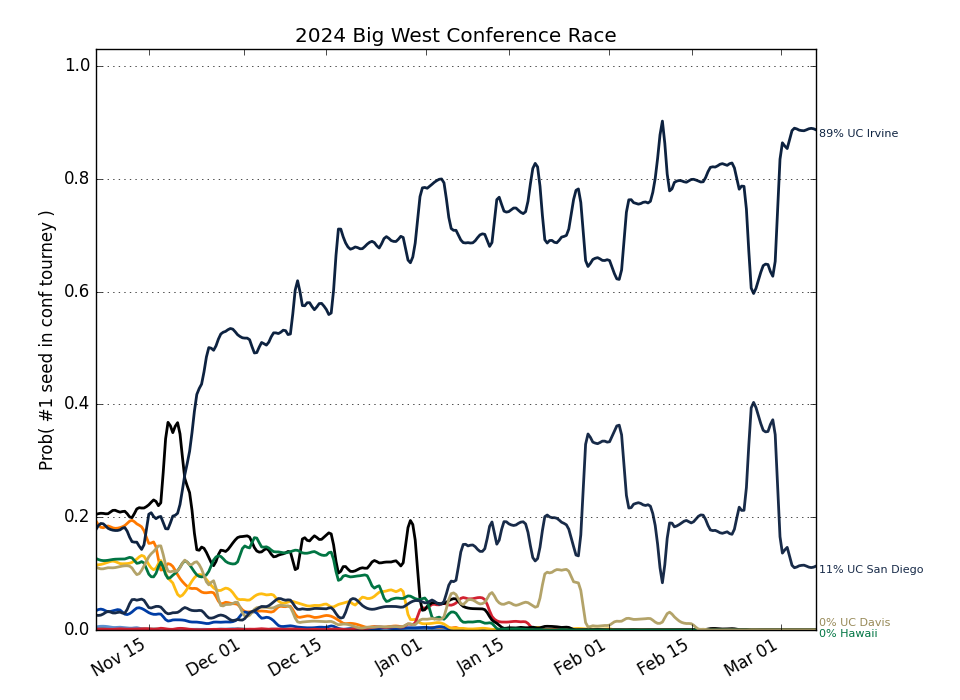 2024 Big West Conference Race
Prob( #1 seed in conf tourney )
1.0
0.8
0.6
0.4
0.2
0.0
Nov 15
Dec 01
Dec 15
Jan 01
Jan 15
Feb 01
Feb 15
Mar 01
89% UC Irvine
11% UC San Diego
0% UC Davis
0% Hawaii